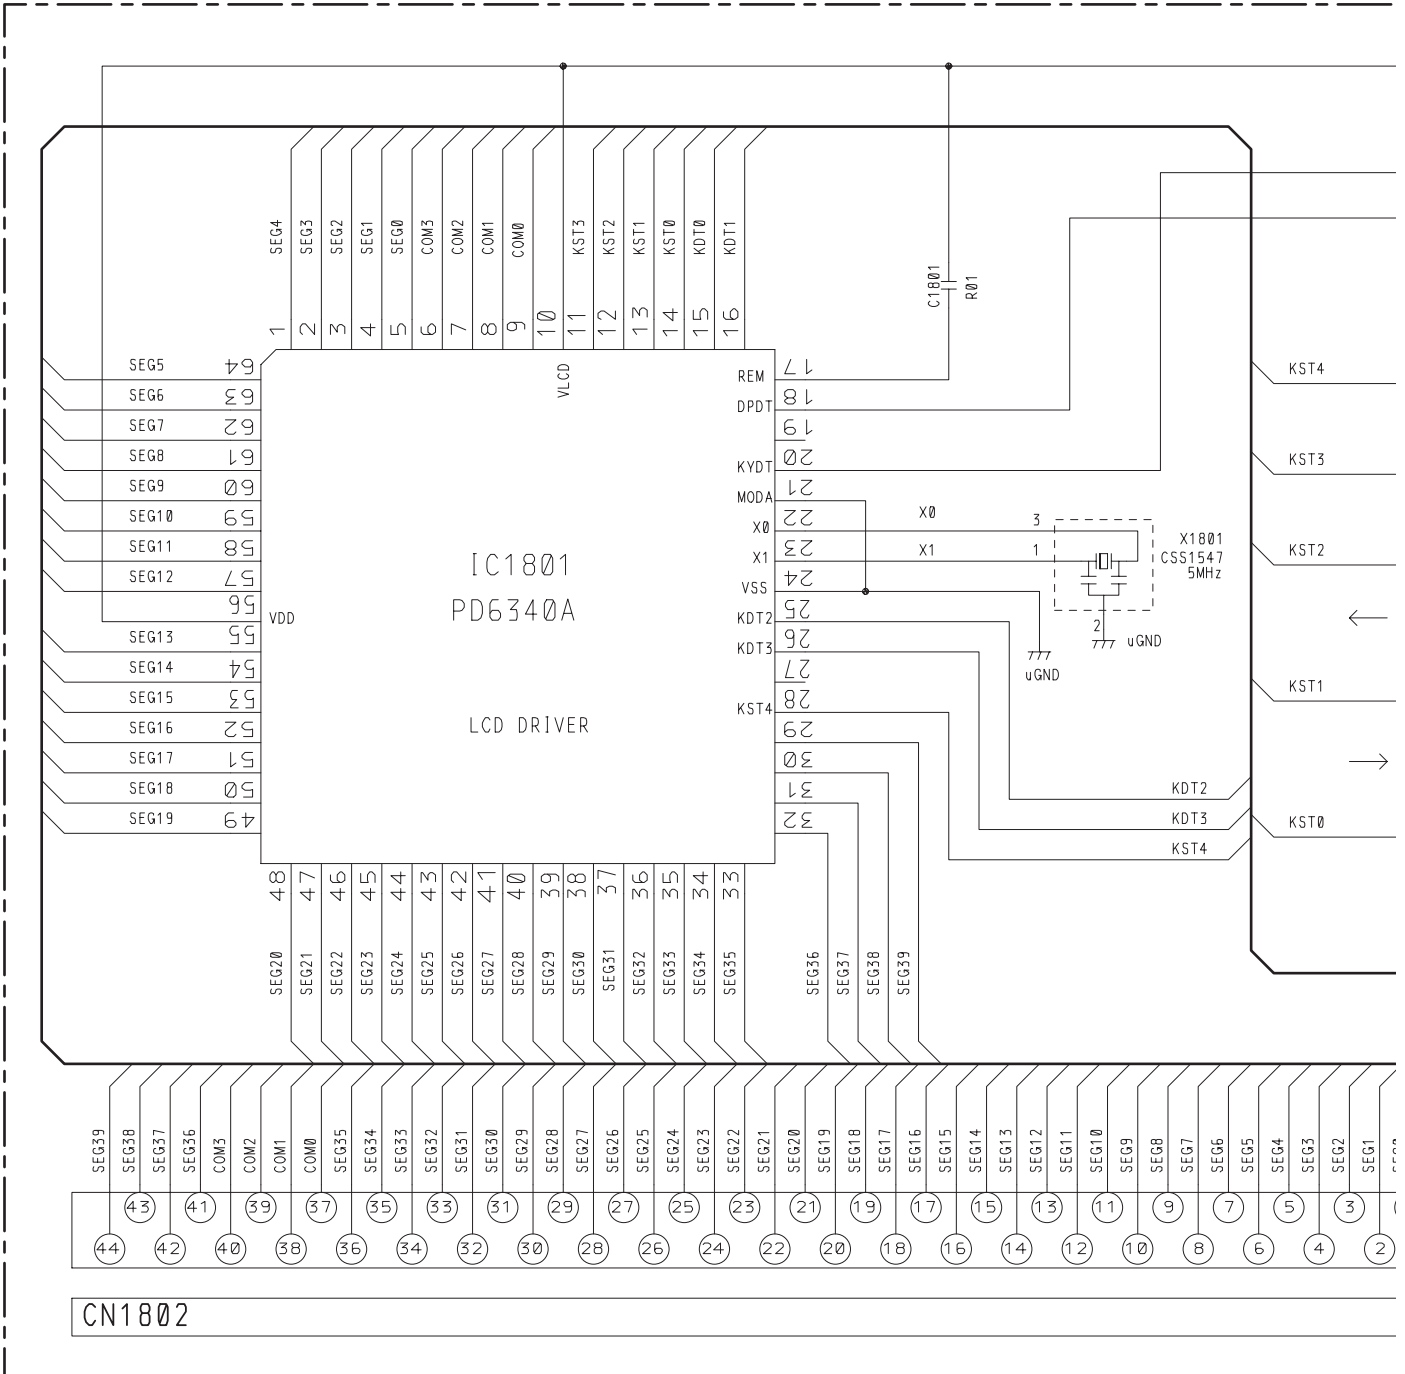 SEG4 SEG3 SEG2 SEG1 SEG0 COM3 COM2 COM1 COM0 KST3 KST2 KST1 KST0 KDT0 KDT1
1 2 3 4 5 6 7 8 9 10 11 12 13 14 15 16
C1801 R01
SEG5 64
SEG6 63
SEG7 62
SEG8 61
SEG9 60
SEG10 59
SEG11 58
SEG12 57
56 VDD
SEG13 55
SEG14 54
SEG15 53
SEG16 52
SEG17 51
SEG18 50
SEG19 49
VLCD
IC1801
PD6340A
LCD DRIVER
REM 17
DPDT 18
19
KYDT 20
MODA 21
X0 22 X0 3
X1 23 X1 1
VSS 24
KDT2 25
KDT3 26
27
KST4 28
29
30
31
32
X1801
CSS1547
5MHz
2
uGND
uGND
KST4
KST3
KST2
KST1
KST0
KDT2
KDT3
KST4
48 47 46 45 44 43 42 41 40 39 38 37 36 35 34 33
SEG20 SEG21 SEG22 SEG23 SEG24 SEG25 SEG26 SEG27 SEG28 SEG29 SEG30 SEG31 SEG32 SEG33 SEG34 SEG35 SEG36 SEG37 SEG38 SEG39
SEG39 SEG38 SEG37 SEG36 COM3 COM2 COM1 COM0 SEG35 SEG34 SEG33 SEG32 SEG31 SEG30 SEG29 SEG28 SEG27 SEG26 SEG25 SEG24 SEG23 SEG22 SEG21 SEG20 SEG19 SEG18 SEG17 SEG16 SEG15 SEG14 SEG13 SEG12 SEG11 SEG10 SEG9 SEG8 SEG7 SEG6 SEG5 SEG4 SEG3 SEG2 SEG1
43 41 39 37 35 33 31 29 27 25 23 21 19 17 15 13 11 9 7 5 3
44 42 40 38 36 34 32 30 28 26 24 22 20 18 16 14 12 10 8 6 4 2
CN1802